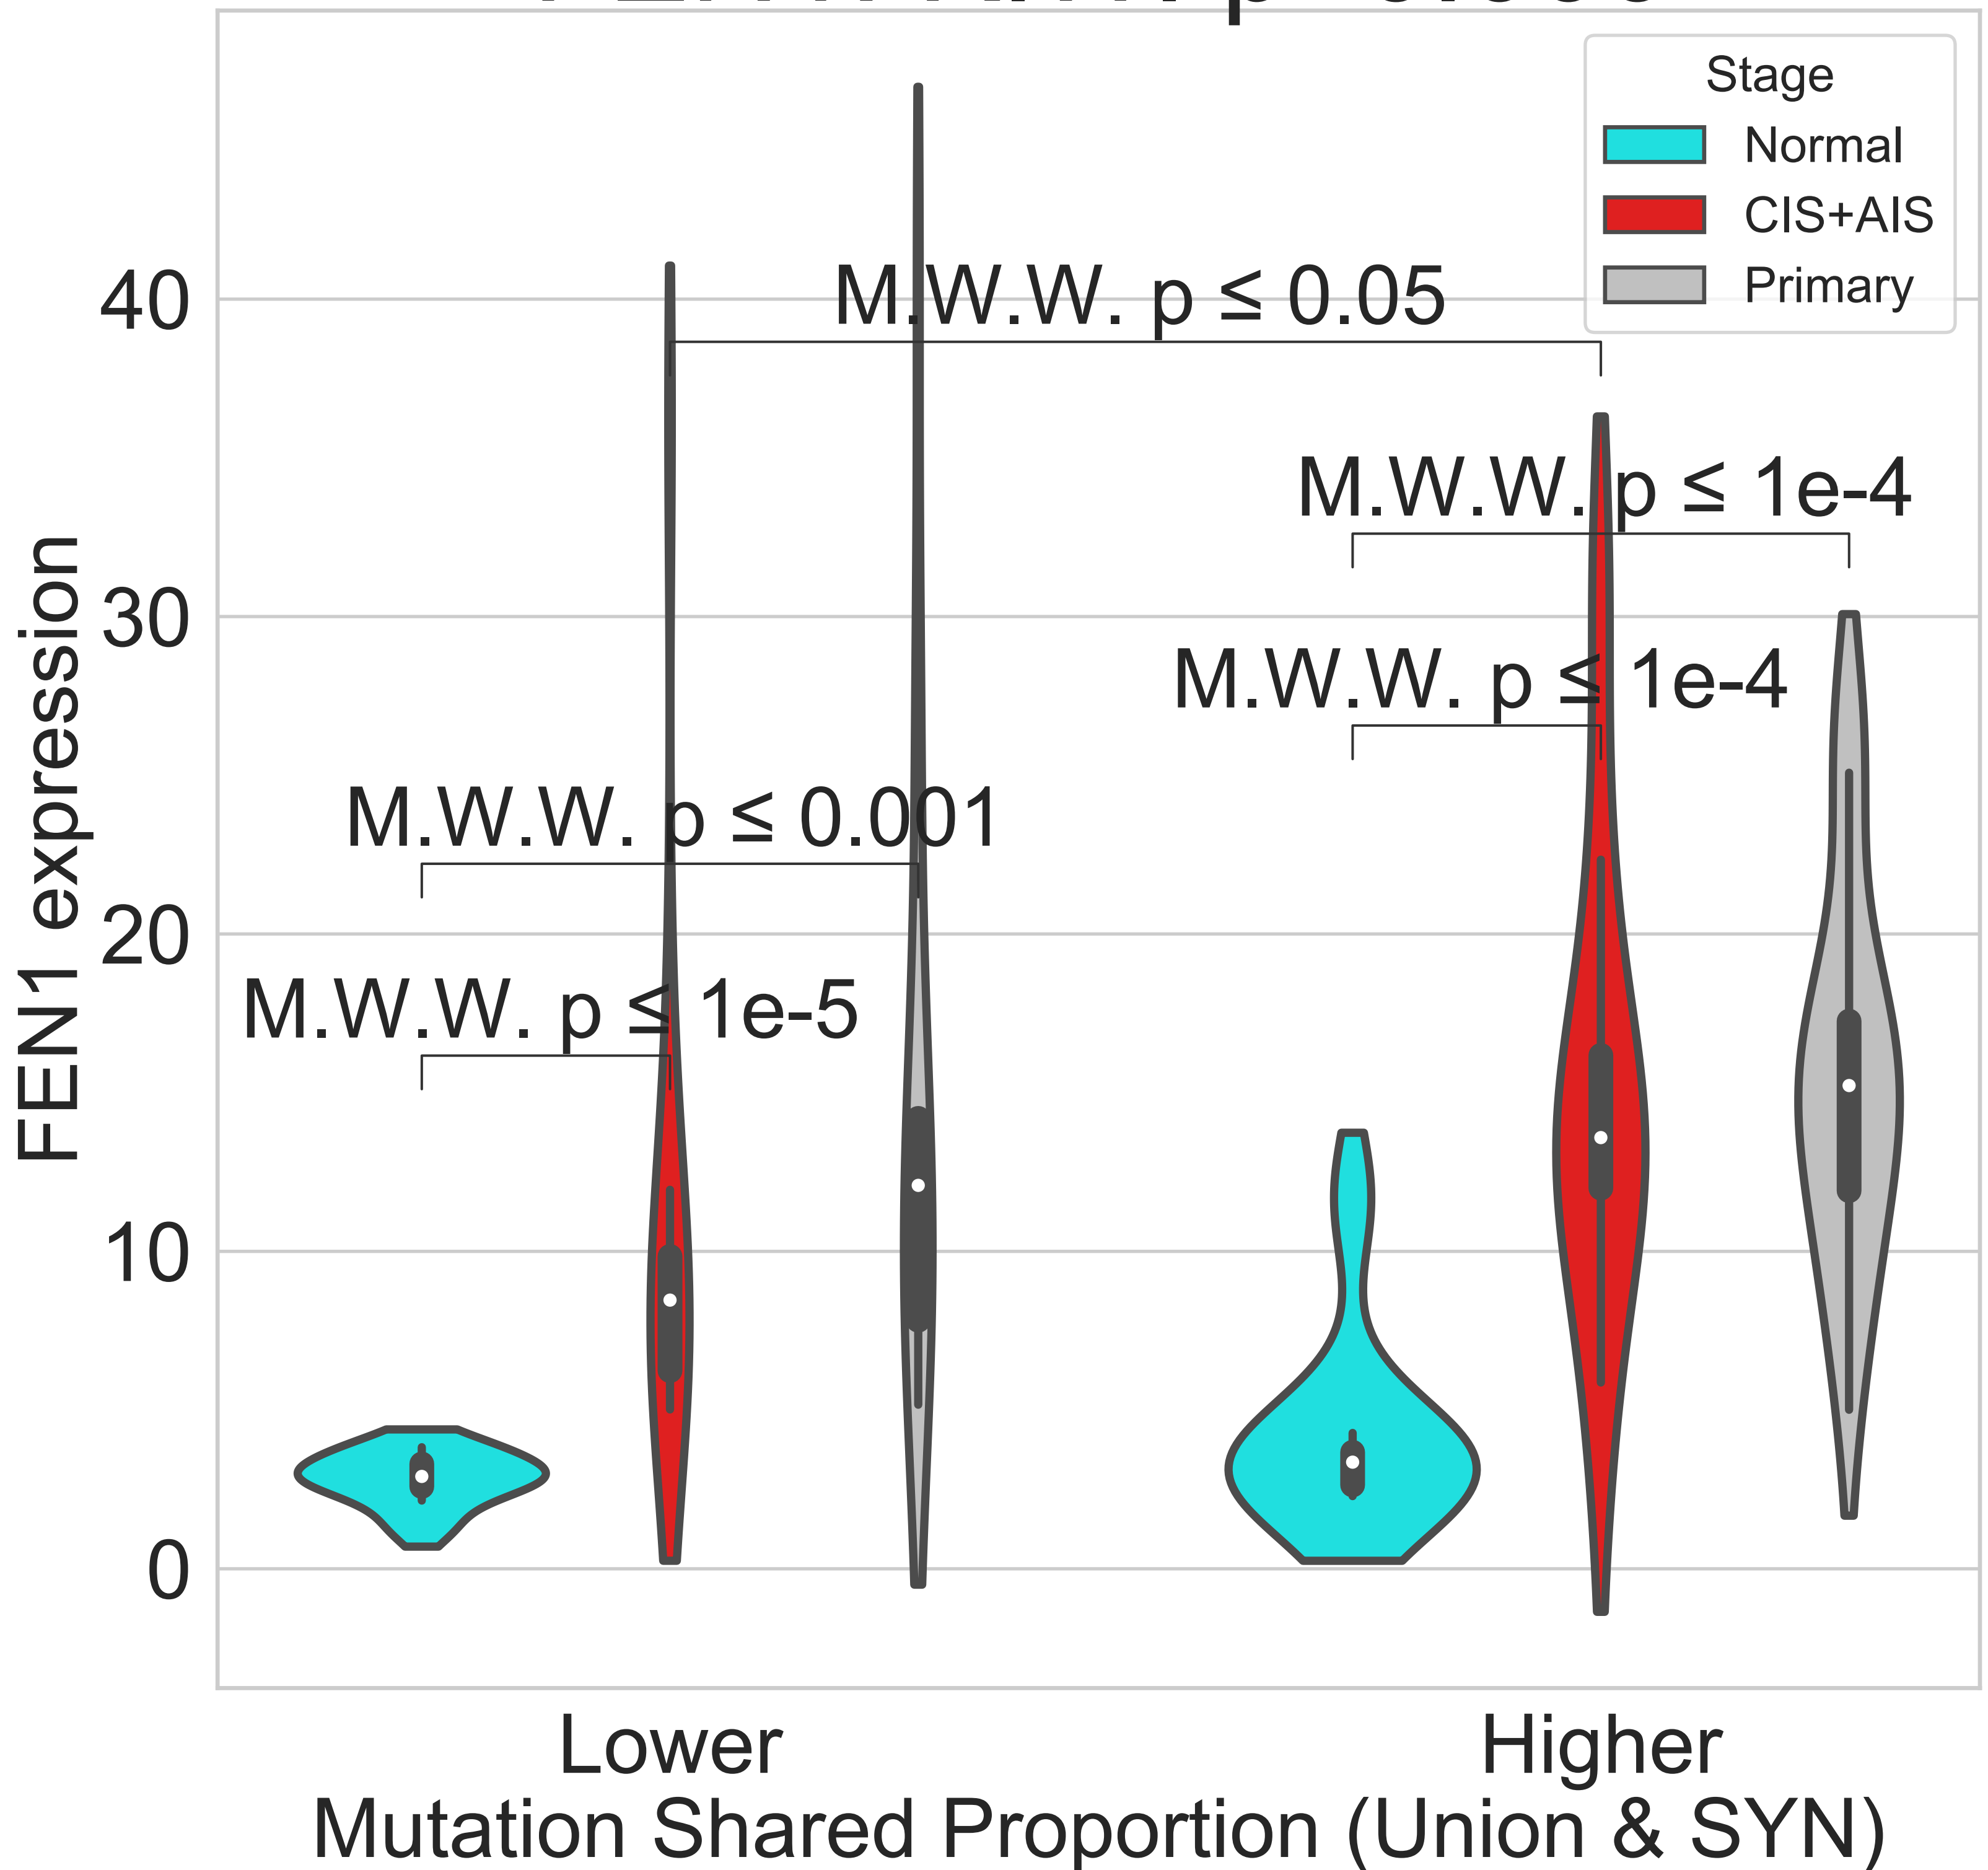 Stage
Normal
CIS+AIS
Primary
M.W.W. p ≤ 0.05
M.W.W. p ≤ 1e-4
M.W.W. p ≤ 1e-4
M.W.W. p ≤ 0.001
M.W.W. p ≤ 1e-5
FEN1 expression
40
30
20
10
0
Lower
Higher
Mutation Shared Proportion (Union & SYN)